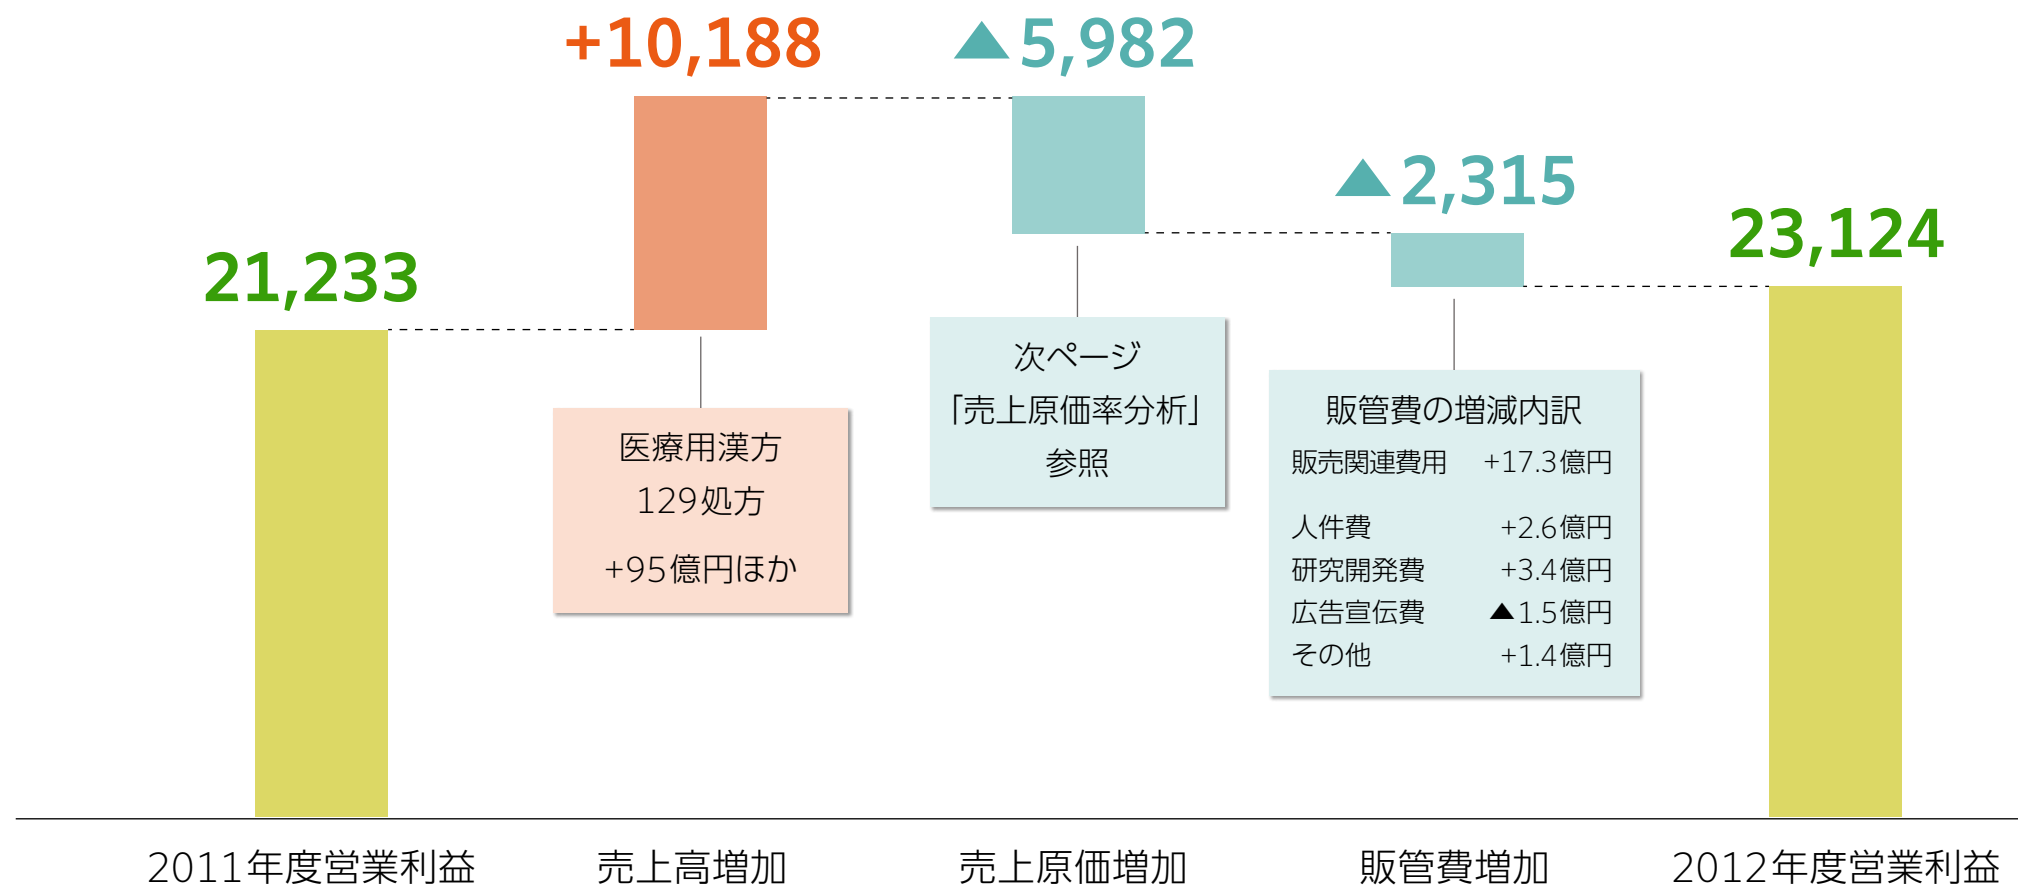 +10,188
▲5,982
▲2,315
23,124
21,233
次ページ
「売上原価率分析」
参照
医療用漢方
129処方
+95億円ほか
販管費の増減内訳
販売関連費用 +17.3億円
人件費 +2.6億円
研究開発費 +3.4億円
広告宣伝費 ▲1.5億円
その他 +1.4億円
2011年度営業利益 売上高増加 売上原価増加 販管費増加 2012年度営業利益